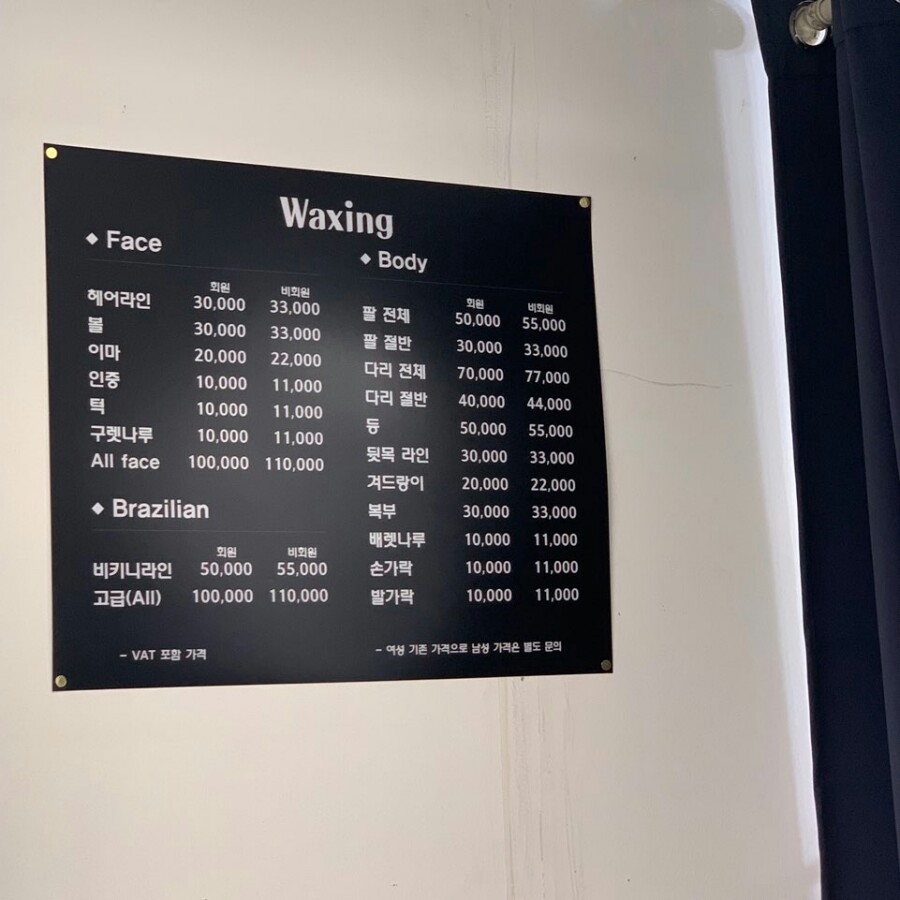 Waxing
◆ Face
회원 비회원
헤어라인 30,000 33,000
볼 30,000 33,000
이마 20,000 22,000
인중 10,000 11,000
턱 10,000 11,000
구렛나루 10,000 11,000
All face 100,000 110,000
◆ Brazilian
회원 비회원
비키니라인 50,000 55,000
고급(All) 100,000 110,000
- VAT 포함 가격
◆ Body
회원 비회원
팔 전체 50,000 55,000
팔 절반 30,000 33,000
다리 전체 70,000 77,000
다리 절반 40,000 44,000
등 50,000 55,000
뒷목 라인 30,000 33,000
겨드랑이 20,000 22,000
복부 30,000 33,000
배렛나루 10,000 11,000
손가락 10,000 11,000
발가락 10,000 11,000
- 여성 기존 가격으로 남성 가격은 별도 문의